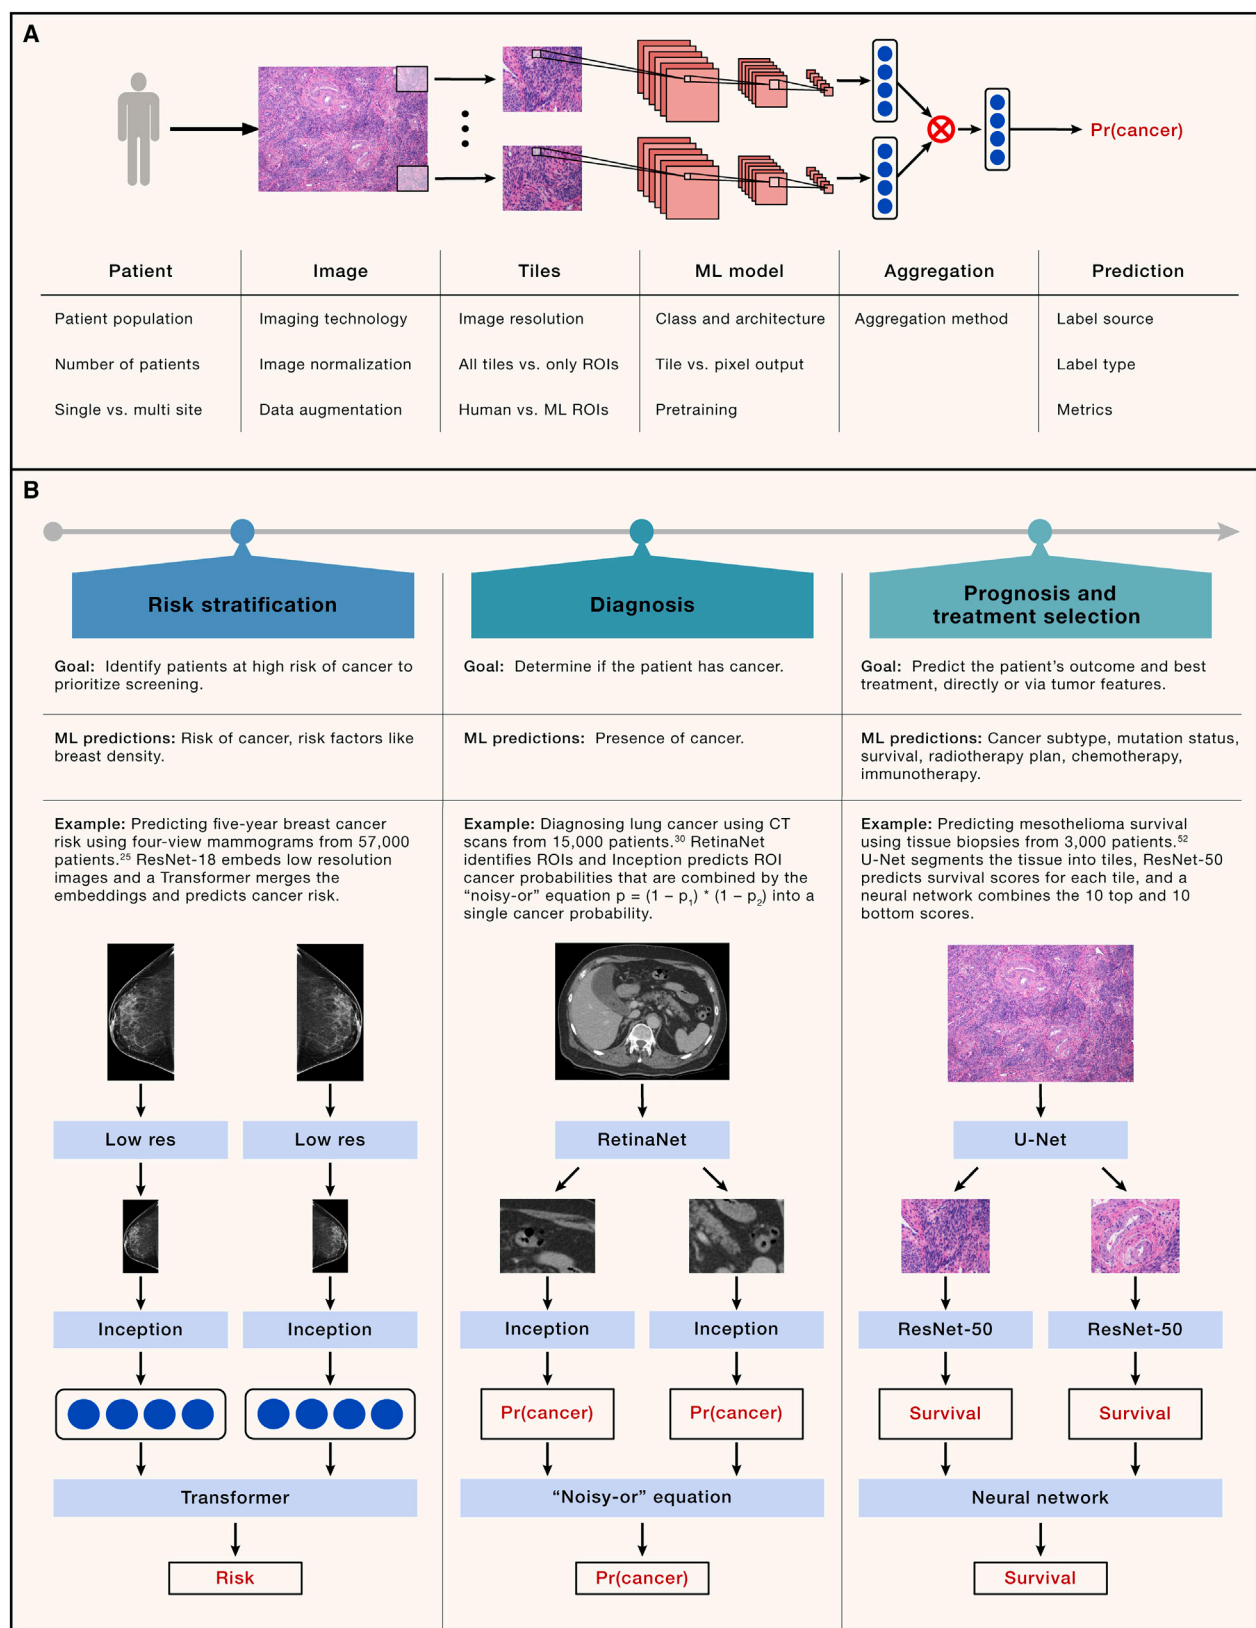 A
Pr(cancer)
Patient
Image
Tiles
ML model
Aggregation
Prediction
Patient population
Imaging technology
Image resolution
Class and architecture
Aggregation method
Label source
Number of patients
Image normalization
All tiles vs. only ROIs
Tile vs. pixel output
Label type
Single vs. multi site
Data augmentation
Human vs. ML ROIs
Pretraining
Metrics
B
Risk stratification
Goal: Identify patients at high risk of cancer to
prioritize screening.
ML predictions: Risk of cancer, risk factors like
breast density.
Example: Predicting five-year breast cancer
risk using four-view mammograms from 57,000
patients.²⁵ ResNet-18 embeds low resolution
images and a Transformer merges the
embeddings and predicts cancer risk.
Low res
Low res
Inception
Inception
Transformer
Risk
Diagnosis
Goal: Determine if the patient has cancer.
ML predictions: Presence of cancer.
Example: Diagnosing lung cancer using CT
scans from 15,000 patients.³⁰ RetinaNet
identifies ROIs and Inception predicts ROI
cancer probabilities that are combined by the
“noisy-or” equation p = (1 – p₁) * (1 – p₂) into a
single cancer probability.
RetinaNet
Inception
Inception
Pr(cancer)
Pr(cancer)
“Noisy-or” equation
Pr(cancer)
Prognosis and
treatment selection
Goal: Predict the patient’s outcome and best
treatment, directly or via tumor features.
ML predictions: Cancer subtype, mutation status,
survival, radiotherapy plan, chemotherapy,
immunotherapy.
Example: Predicting mesothelioma survival
using tissue biopsies from 3,000 patients.⁵²
U-Net segments the tissue into tiles, ResNet-50
predicts survival scores for each tile, and a
neural network combines the 10 top and 10
bottom scores.
U-Net
ResNet-50
ResNet-50
Survival
Survival
Neural network
Survival